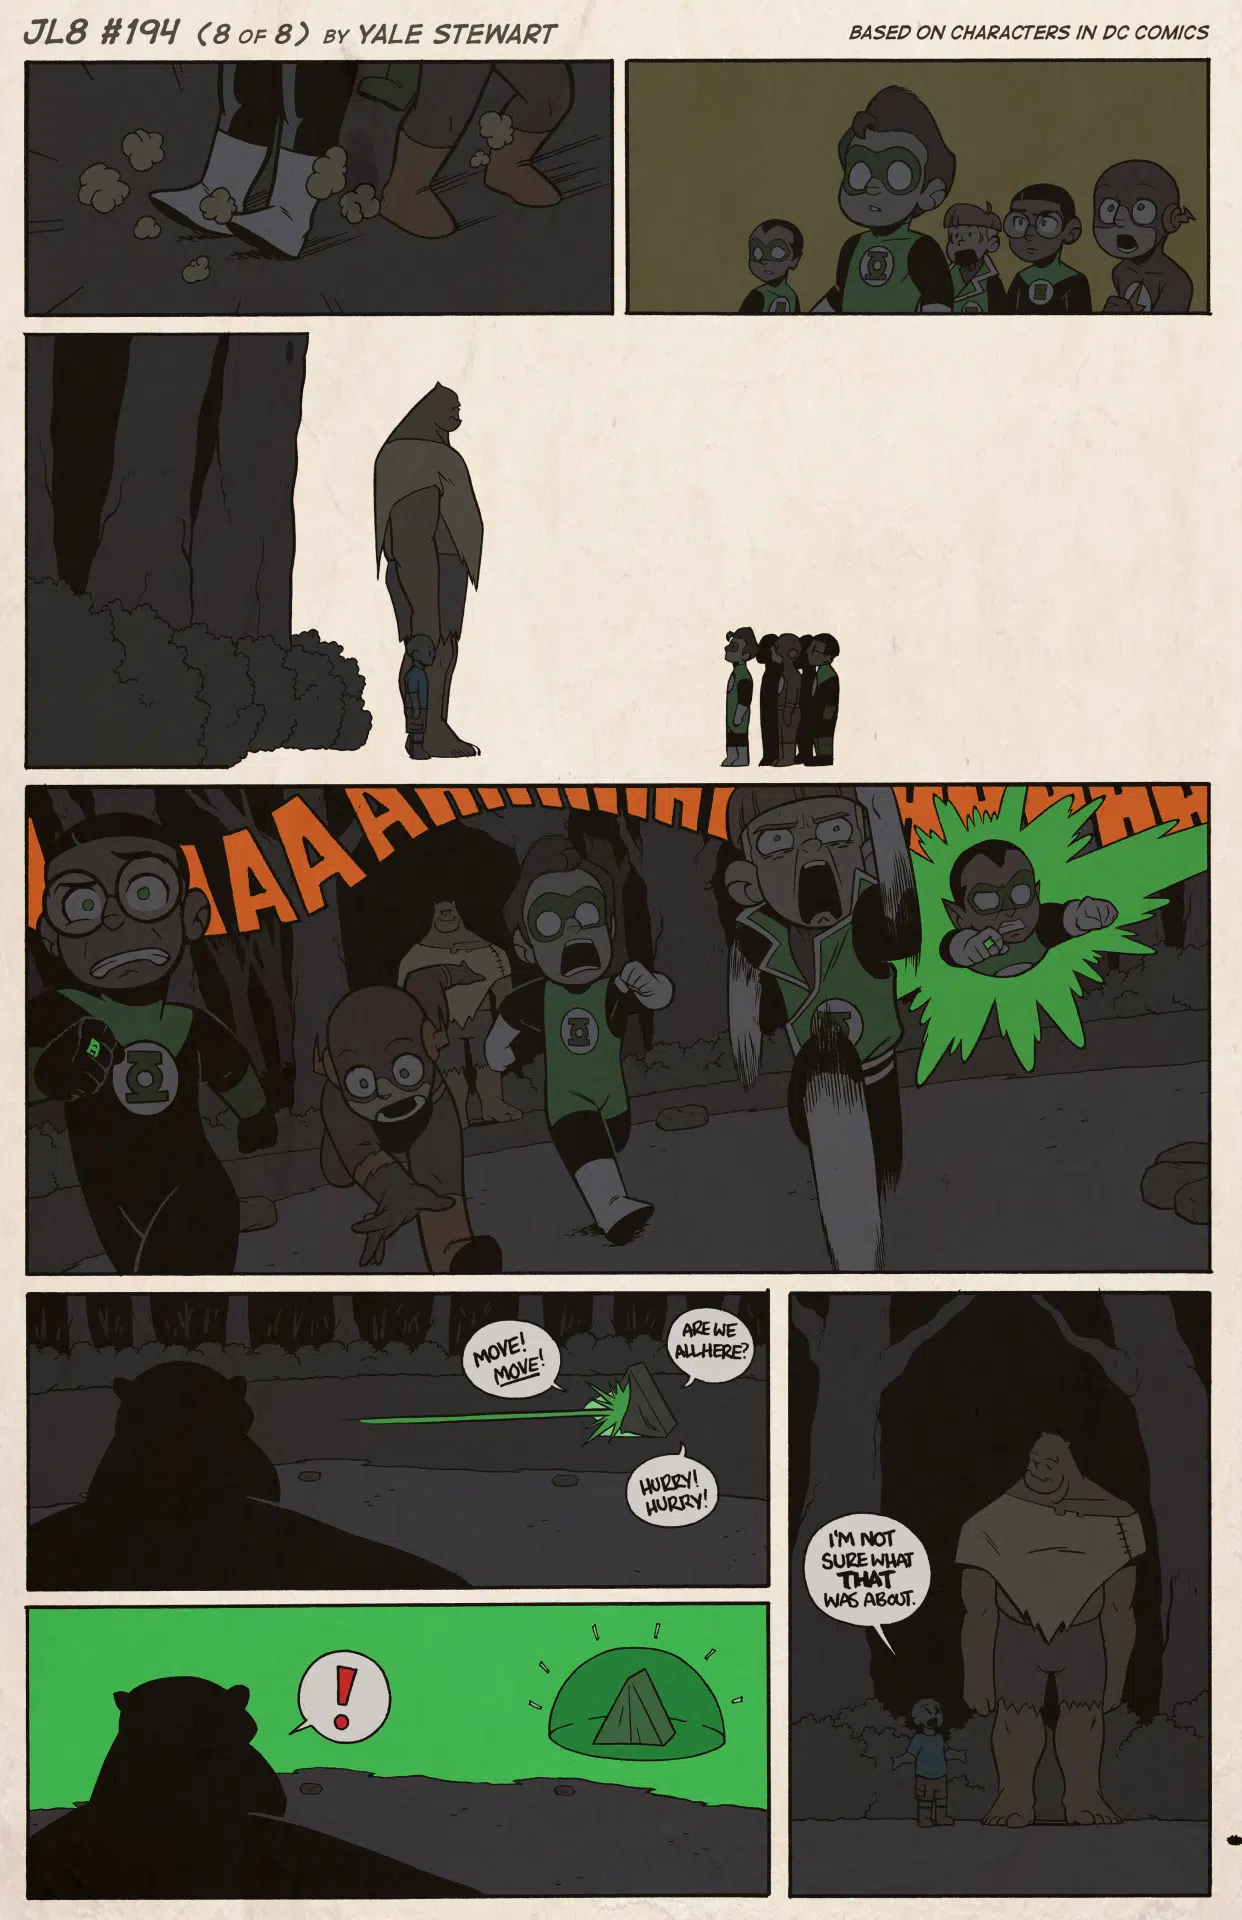 JL8 #194 (8 OF 8) BY YALE STEWART
BASED ON CHARACTERS IN DC COMICS
AAAAHHHHHHHAAAAAAA
MOVE!
MOVE!
ARE WE
ALL HERE?
HURRY!
HURRY!
I'M NOT
SURE WHAT
THAT
WAS ABOUT.
!